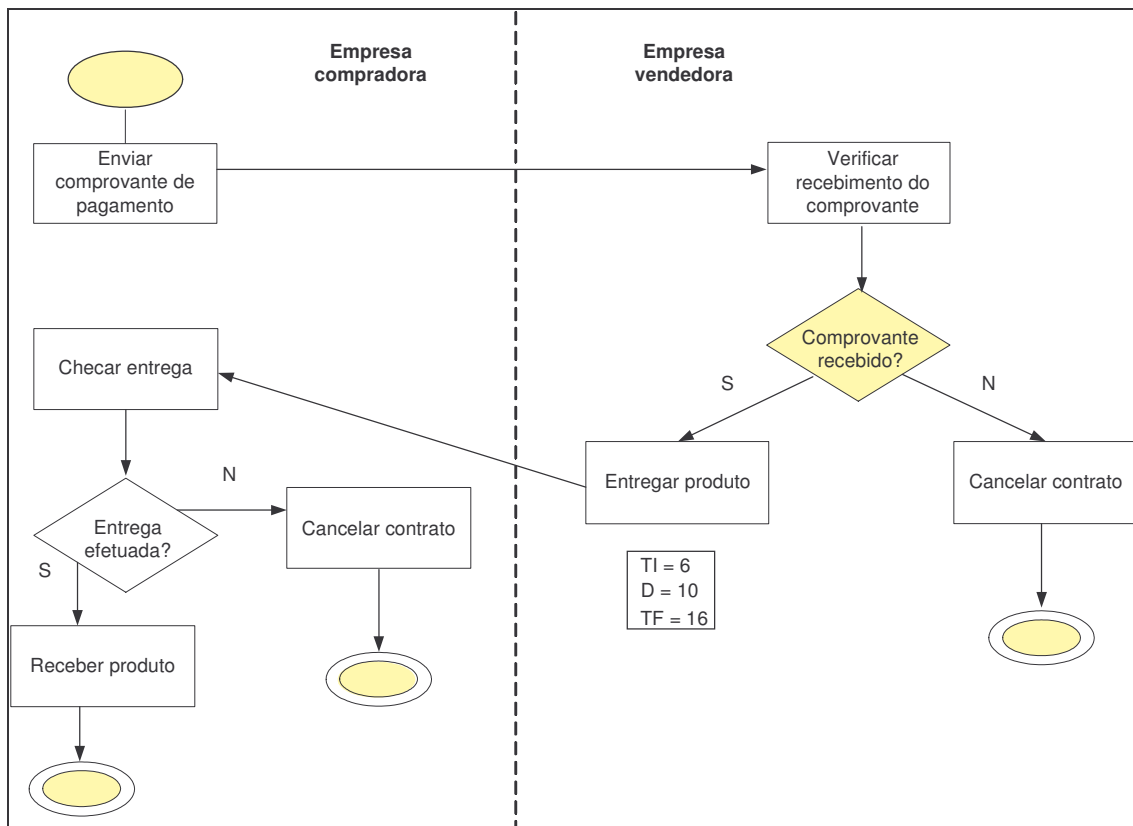 Empresa
compradora
Empresa
vendedora
Enviar
comprovante de
pagamento
Verificar
recebimento do
comprovante
Comprovante
recebido?
S
N
Checar entrega
Entregar produto
Cancelar contrato
N
Entrega
efetuada?
S
Cancelar contrato
TI = 6
D = 10
TF = 16
Receber produto